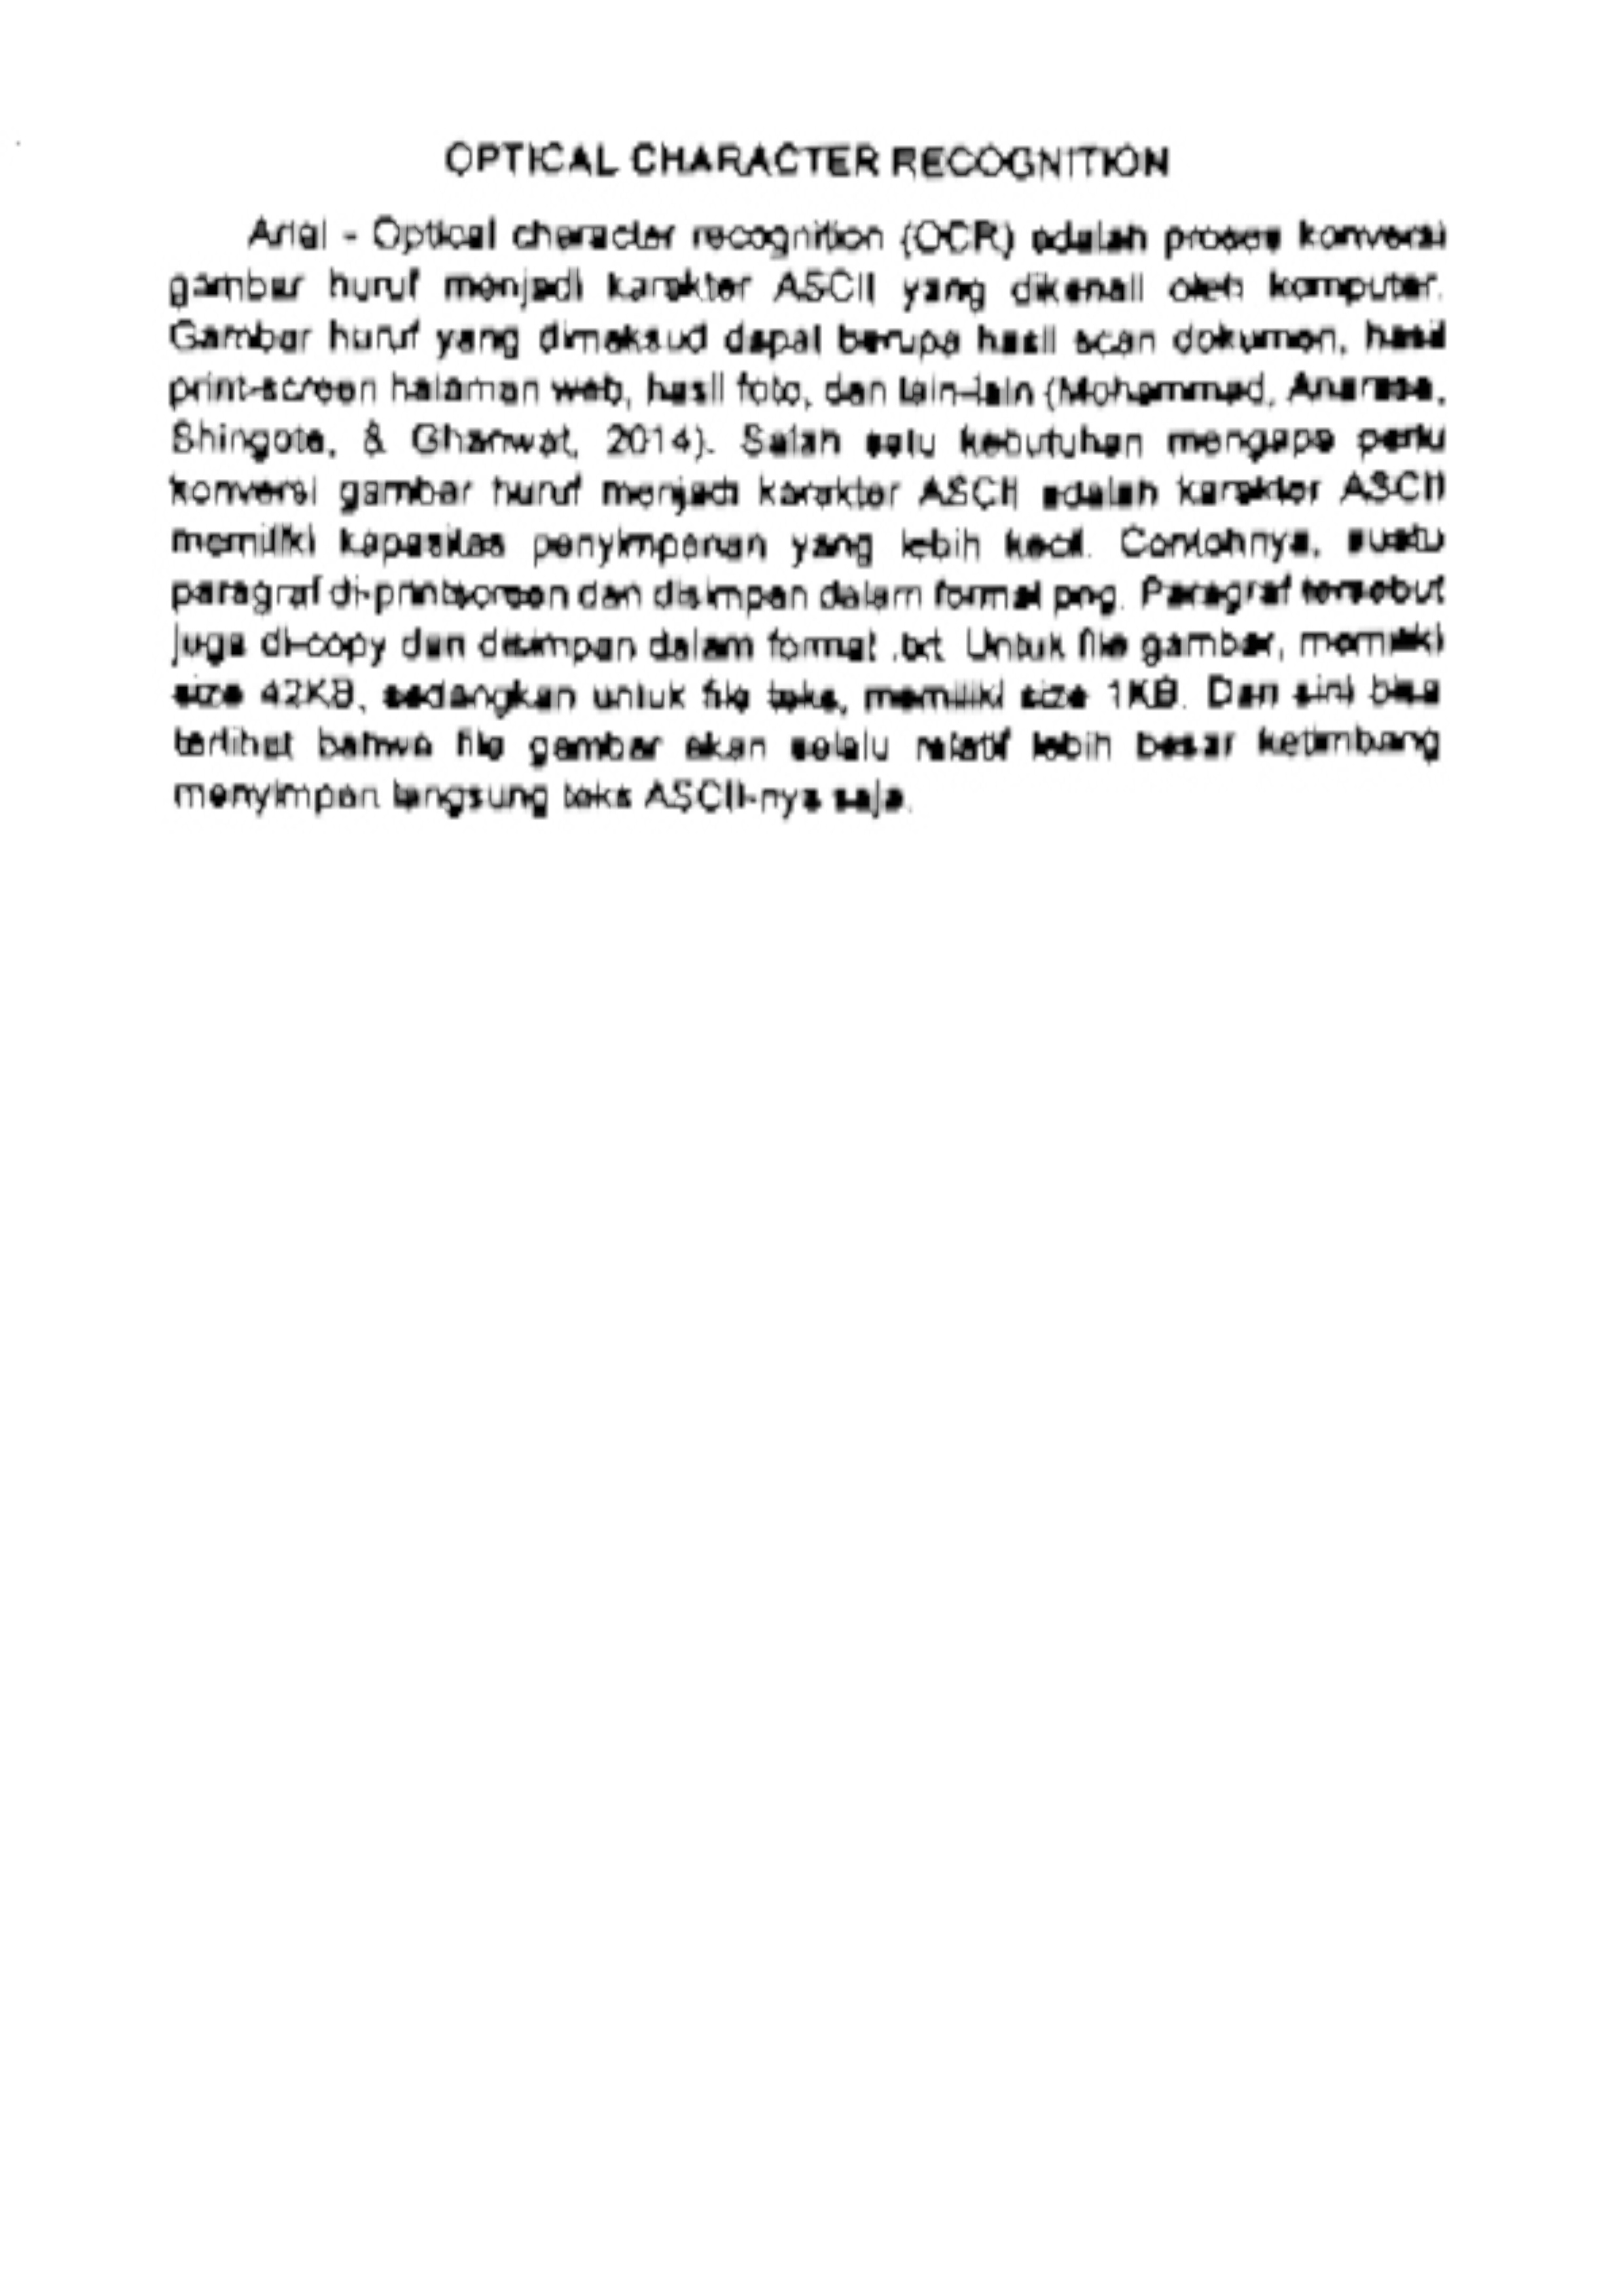 OPTICAL CHARACTER RECOGNITION
Arial - Optical character recognition (OCR) adalah proses konversi
gambar huruf menjadi karakter ASCII yang dikenali oleh komputer.
Gambar huruf yang dimaksud dapat berupa hasil scan dokumen, hasil
print-screen halaman web, hasil foto, dan lain-lain (Mohammad,
Shingote, & Ghanwat, 2014). Salah satu kebutuhan mengapa perlu
konversi gambar huruf menjadi karakter ASCII adalah karakter ASCII
memiliki kapasitas penyimpanan yang lebih kecil. Contohnya, suatu
paragraf di-printscreen dan disimpan dalam format png. Paragraf tersebut
juga di-copy dan disimpan dalam format .txt. Untuk file gambar, memiliki
size 42KB, sedangkan untuk file teks, memiliki size 1KB. Dari sini bisa
terlihat bahwa file gambar akan selalu relatif lebih besar ketimbang
menyimpan langsung teks ASCII-nya saja.